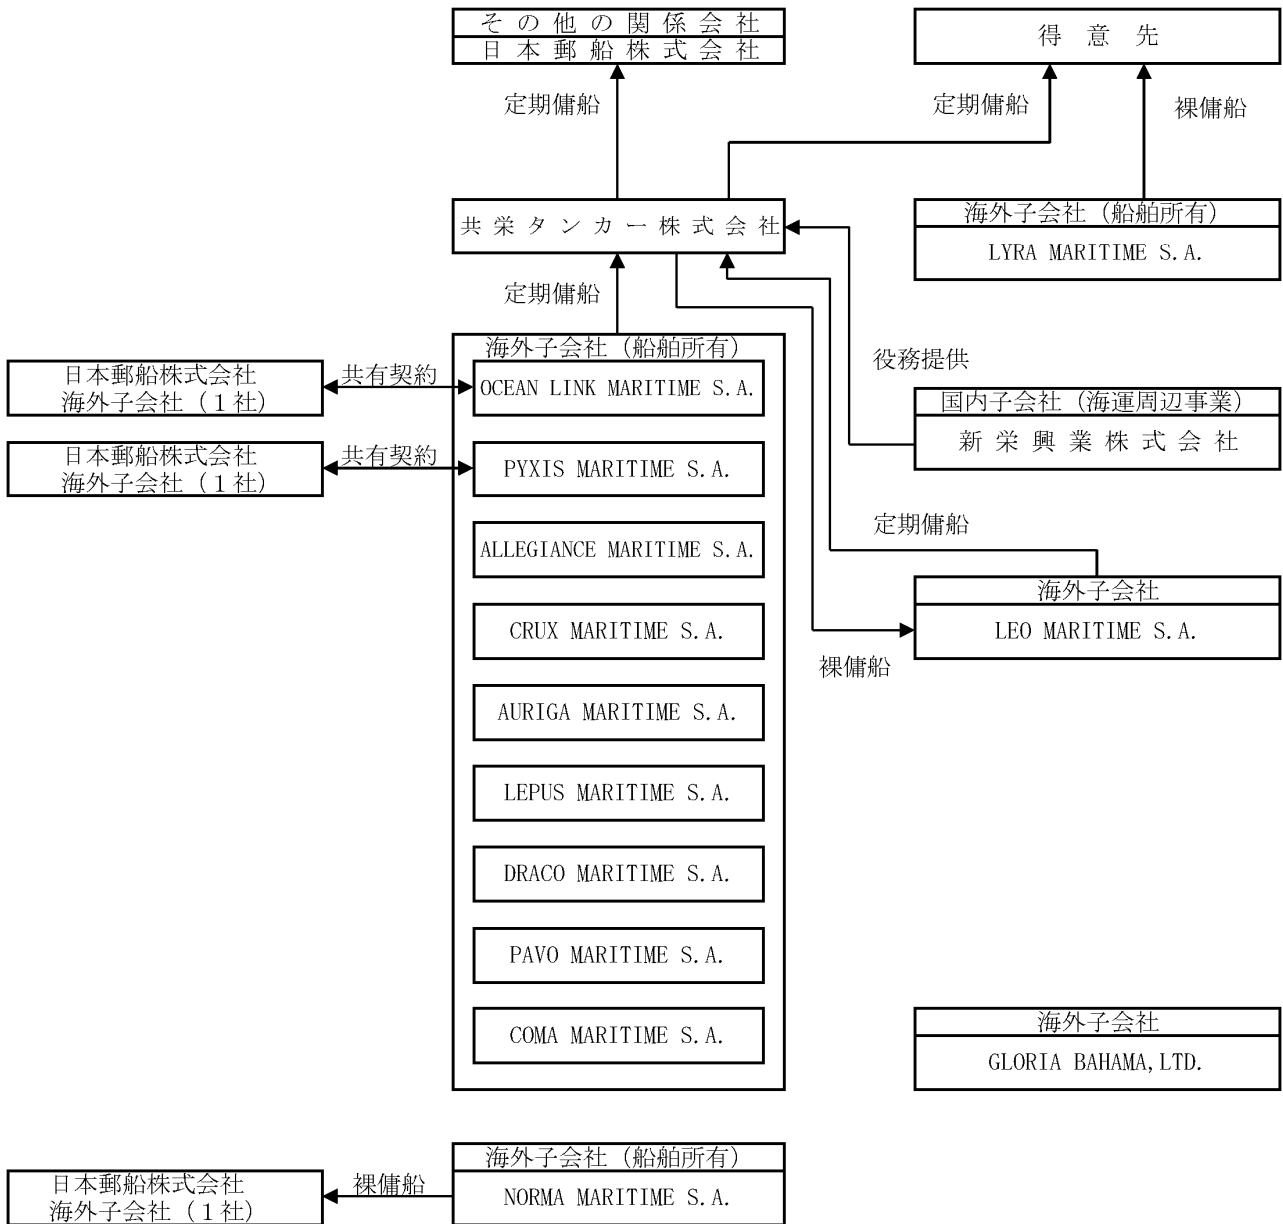 その他の関係会社
日本郵船株式会社
得意先
定期傭船
定期傭船
裸傭船
共栄タンカー株式会社
海外子会社（船舶所有）
LYRA MARITIME S.A.
定期傭船
海外子会社（船舶所有）
役務提供
日本郵船株式会社
海外子会社（１社）
共有契約
OCEAN LINK MARITIME S.A.
国内子会社（海運周辺事業）
新栄興業株式会社
日本郵船株式会社
海外子会社（１社）
共有契約
PYXIS MARITIME S.A.
定期傭船
ALLEGIANCE MARITIME S.A.
海外子会社
LEO MARITIME S.A.
CRUX MARITIME S.A.
裸傭船
AURIGA MARITIME S.A.
LEPUS MARITIME S.A.
DRACO MARITIME S.A.
PAVO MARITIME S.A.
COMA MARITIME S.A.
海外子会社
GLORIA BAHAMA,LTD.
海外子会社（船舶所有）
NORMA MARITIME S.A.
裸傭船
日本郵船株式会社
海外子会社（１社）